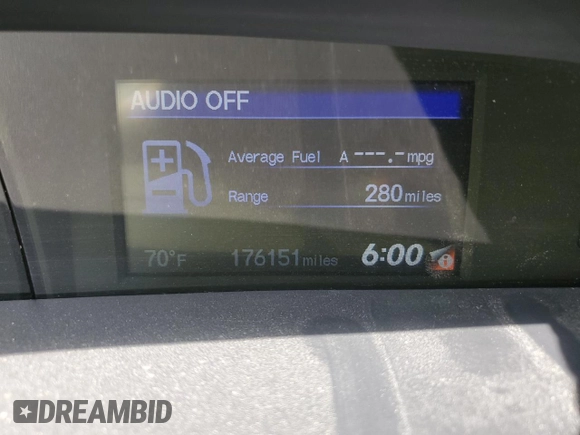 AUDIO OFF
Average Fuel A ---.- mpg
Range 280 miles
70°F 176151 miles 6:00
DREAMBID